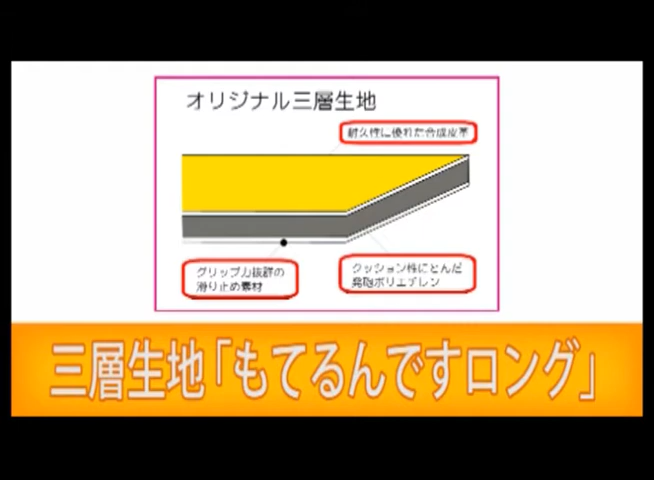 オリジナル三層生地
耐久性に優れた合成皮革
グリップ力抜群の
滑り止め素材
クッション性にとんだ
発砲ポリエチレン
三層生地「もてるんですロング」